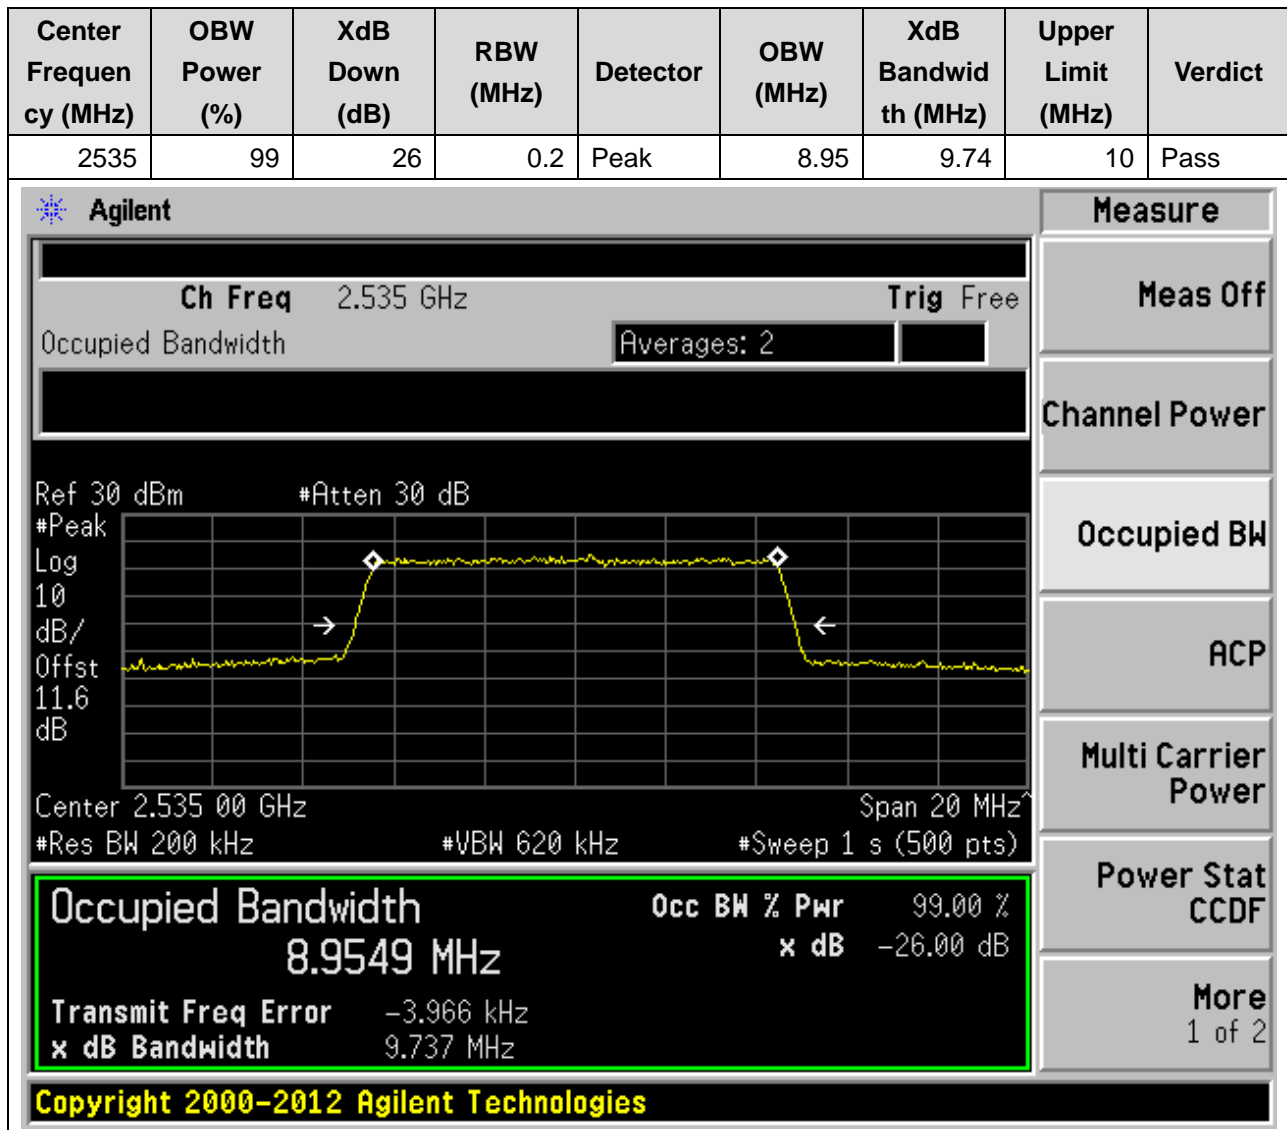 Center Frequen cy (MHz) | OBW Power (%) | XdB Down (dB) | RBW (MHz) | Detector | OBW (MHz) | XdB Bandwid th (MHz) | Upper Limit (MHz) | Verdict
2535 | 99 | 26 | 0.2 | Peak | 8.95 | 9.74 | 10 | Pass
Agilent
Measure
Ch Freq 2.535 GHz Trig Free
Occupied Bandwidth Averages: 2
Meas Off
Channel Power
Occupied BW
ACP
Multi Carrier
Power
Power Stat
CCDF
More
1 of 2
Ref 30 dBm #Atten 30 dB
#Peak
Log
10
dB/
Offst
11.6
dB
Center 2.535 00 GHz Span 20 MHz^
#Res BW 200 kHz #VBW 620 kHz #Sweep 1 s (500 pts)
Occupied Bandwidth
8.9549 MHz
Occ BW % Pwr 99.00 %
x dB -26.00 dB
Transmit Freq Error -3.966 kHz
x dB Bandwidth 9.737 MHz
Copyright 2000-2012 Agilent Technologies